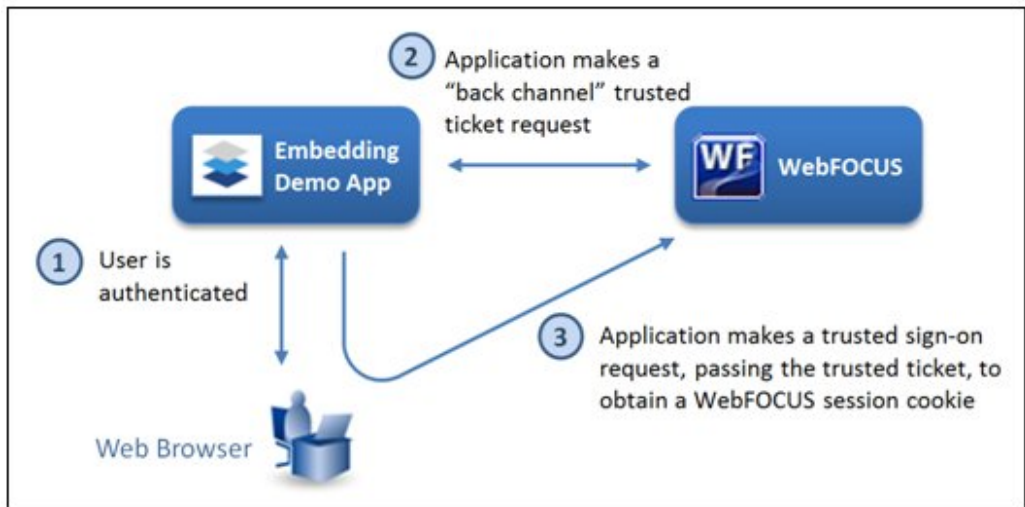 2
Application makes a
“back channel” trusted
ticket request
Embedding
Demo App
WF
WebFOCUS
1
User is
authenticated
3
Application makes a trusted sign-on
request, passing the trusted ticket, to
obtain a WebFOCUS session cookie
Web Browser